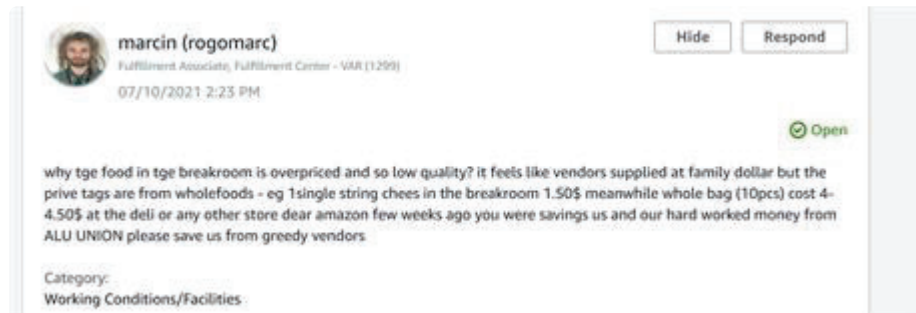 marcin (rogomarc)
Hide
Respond
Fulfillment Associate, Fulfillment Center - VAR (1299)
07/10/2021 2:23 PM
Open
why tge food in tge breakroom is overpriced and so low quality? it feels like vendors supplied at family dollar but the
prive tags are from wholefoods - eg 1single string chees in the breakroom 1.50$ meanwhile whole bag (10pcs) cost 4-
4.50$ at the deli or any other store dear amazon few weeks ago you were savings us and our hard worked money from
ALU UNION please save us from greedy vendors
Category:
Working Conditions/Facilities